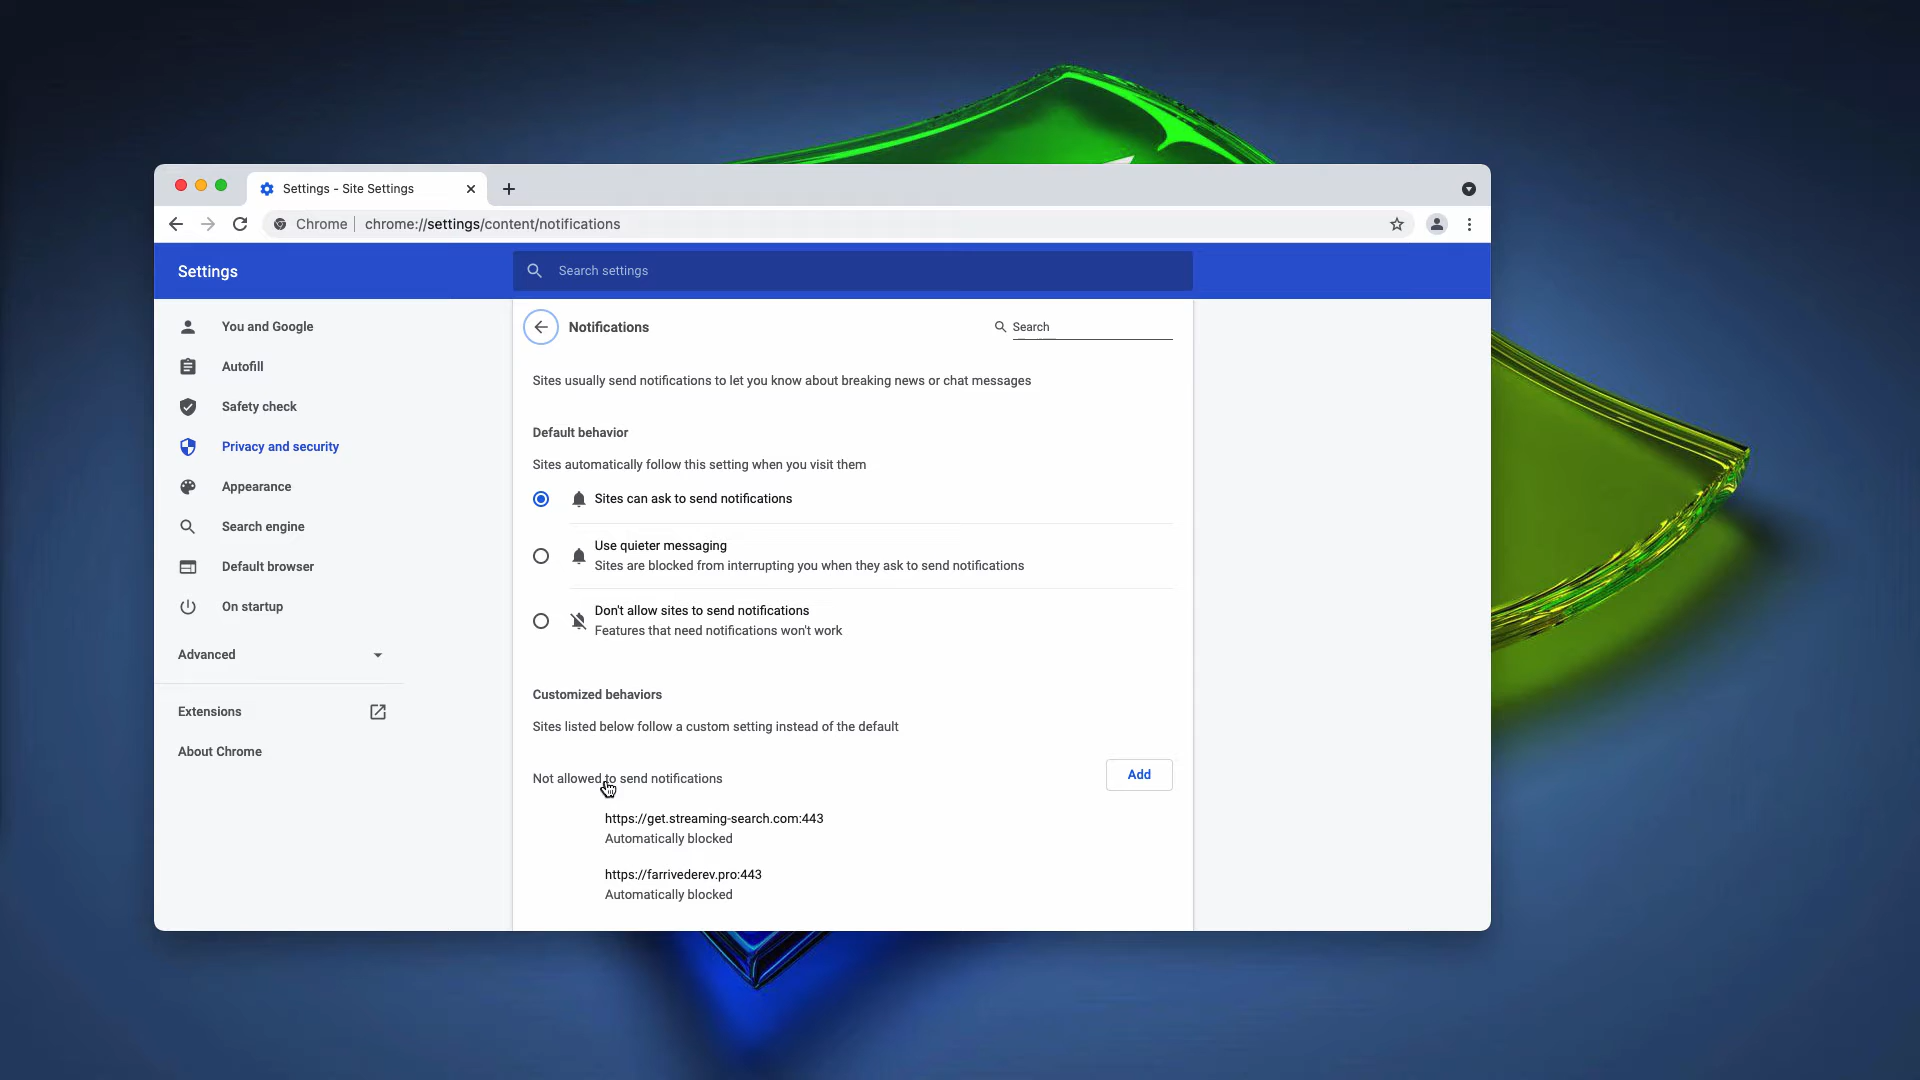 Settings - Site Settings
Chrome | chrome://settings/content/notifications
Settings
Search settings
You and Google
Autofill
Safety check
Privacy and security
Appearance
Search engine
Default browser
On startup
Advanced
Extensions
About Chrome
Notifications
Search
Sites usually send notifications to let you know about breaking news or chat messages
Default behavior
Sites automatically follow this setting when you visit them
Sites can ask to send notifications
Use quieter messaging
Sites are blocked from interrupting you when they ask to send notifications
Don't allow sites to send notifications
Features that need notifications won't work
Customized behaviors
Sites listed below follow a custom setting instead of the default
Not allowed to send notifications
Add
https://get.streaming-search.com:443
Automatically blocked
https://farrivederev.pro:443
Automatically blocked